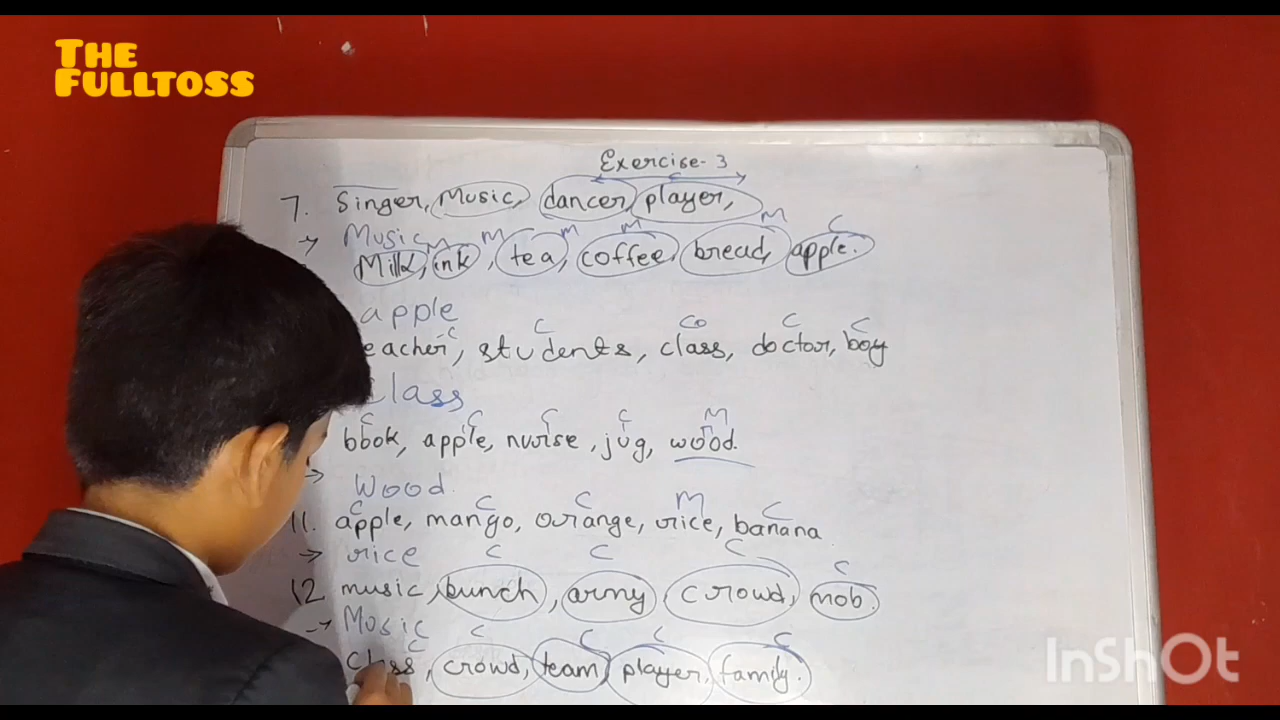 THE
FULLTOSS
Exercise-3
7. Singer, Music, dancer, player,
→ Music
M M M M C
Milk, ink, tea, coffee, bread, apple.
apple
C C Co C C
eacher, students, class, doctor, boy
Class
C C C C M
book, apple, nurse, jug, wood.
→ Wood.
C C C M C
11. apple, mango, orange, rice, banana
→ rice
C C C C
12 music, bunch, army, crowd, mob.
→ Music
C C C C C
class, crowd, team, player, family.
InShOt